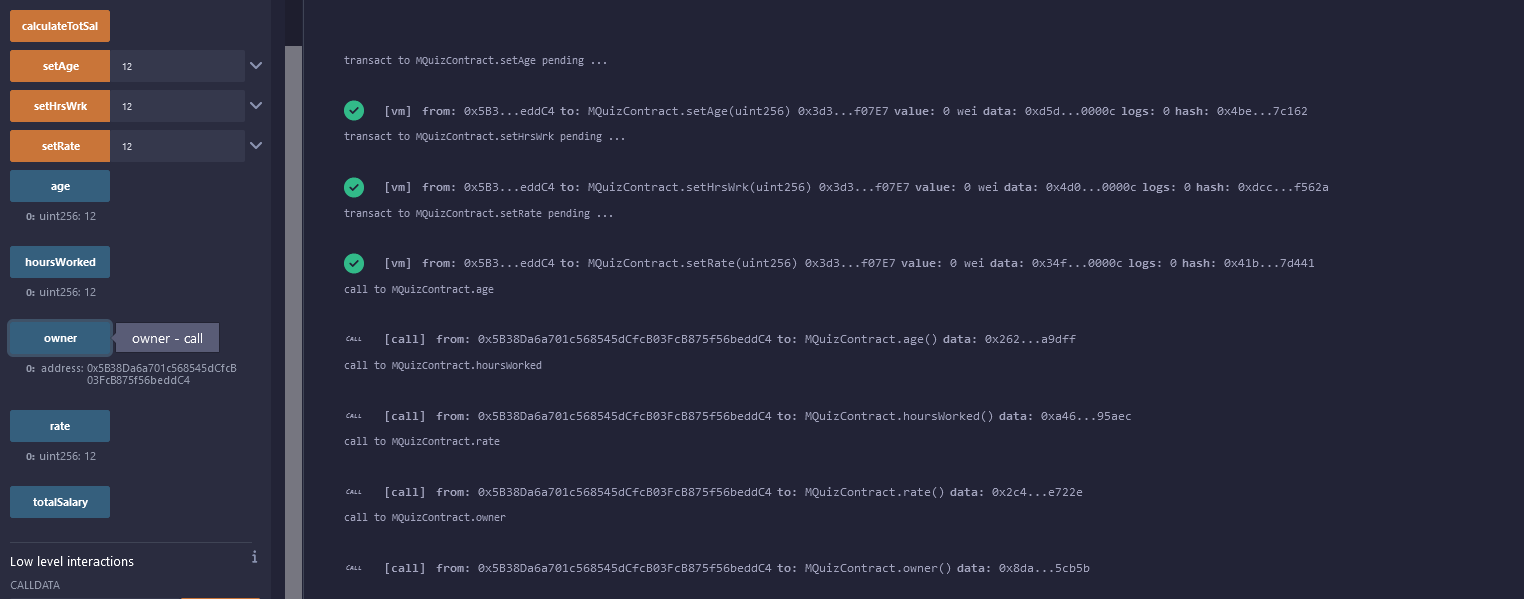 calculateTotSal
setAge 12
setHrsWrk 12
setRate 12
age
0: uint256: 12
hoursWorked
0: uint256: 12
owner owner - call
0: address: 0x5B38Da6a701c568545dCfcB
03FcB875f56beddC4
rate
0: uint256: 12
totalSalary
Low level interactions i
CALLDATA
transact to MQuizContract.setAge pending ...
[vm] from: 0x5B3...eddC4 to: MQuizContract.setAge(uint256) 0x3d3...f07E7 value: 0 wei data: 0xd5d...0000c logs: 0 hash: 0x4be...7c162
transact to MQuizContract.setHrsWrk pending ...
[vm] from: 0x5B3...eddC4 to: MQuizContract.setHrsWrk(uint256) 0x3d3...f07E7 value: 0 wei data: 0x4d0...0000c logs: 0 hash: 0xdcc...f562a
transact to MQuizContract.setRate pending ...
[vm] from: 0x5B3...eddC4 to: MQuizContract.setRate(uint256) 0x3d3...f07E7 value: 0 wei data: 0x34f...0000c logs: 0 hash: 0x41b...7d441
call to MQuizContract.age
CALL [call] from: 0x5B38Da6a701c568545dCfcB03FcB875f56beddC4 to: MQuizContract.age() data: 0x262...a9dff
call to MQuizContract.hoursWorked
CALL [call] from: 0x5B38Da6a701c568545dCfcB03FcB875f56beddC4 to: MQuizContract.hoursWorked() data: 0xa46...95aec
call to MQuizContract.rate
CALL [call] from: 0x5B38Da6a701c568545dCfcB03FcB875f56beddC4 to: MQuizContract.rate() data: 0x2c4...e722e
call to MQuizContract.owner
CALL [call] from: 0x5B38Da6a701c568545dCfcB03FcB875f56beddC4 to: MQuizContract.owner() data: 0x8da...5cb5b